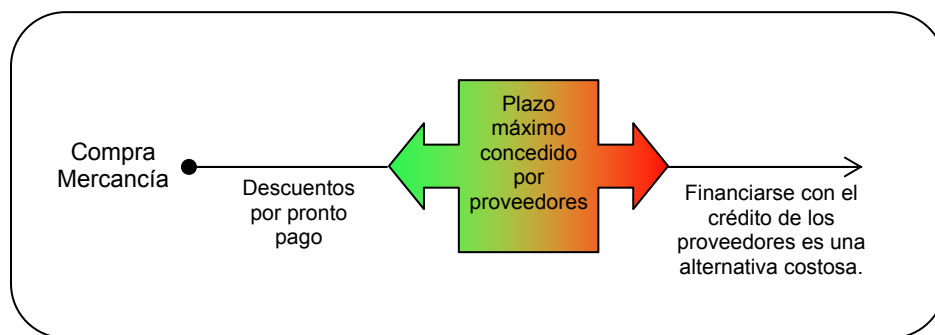 Compra
Mercancía
Descuentos
por pronto
pago
Plazo
máximo
concedido
por
proveedores
Financiarse con el
crédito de los
proveedores es una
alternativa costosa.